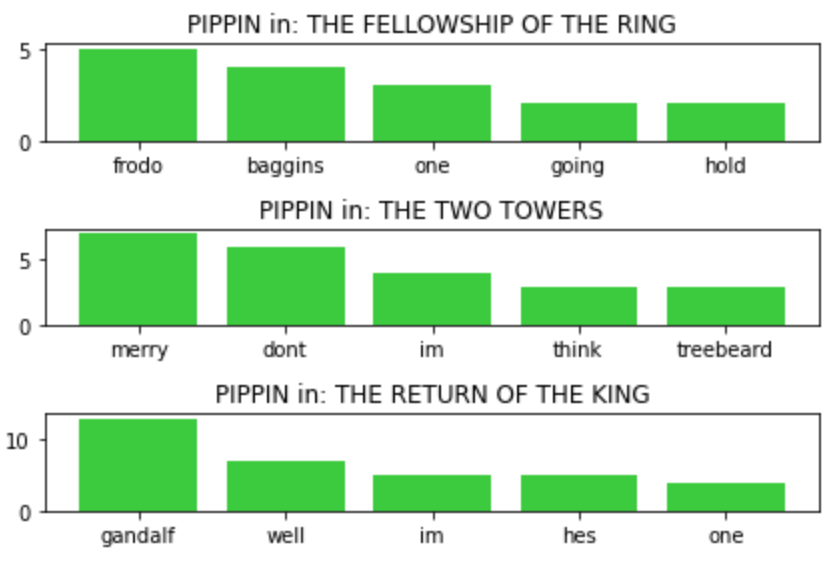 PIPPIN in: THE FELLOWSHIP OF THE RING
5
0
frodo baggins one going hold
PIPPIN in: THE TWO TOWERS
5
0
merry dont im think treebeard
PIPPIN in: THE RETURN OF THE KING
10
0
gandalf well im hes one